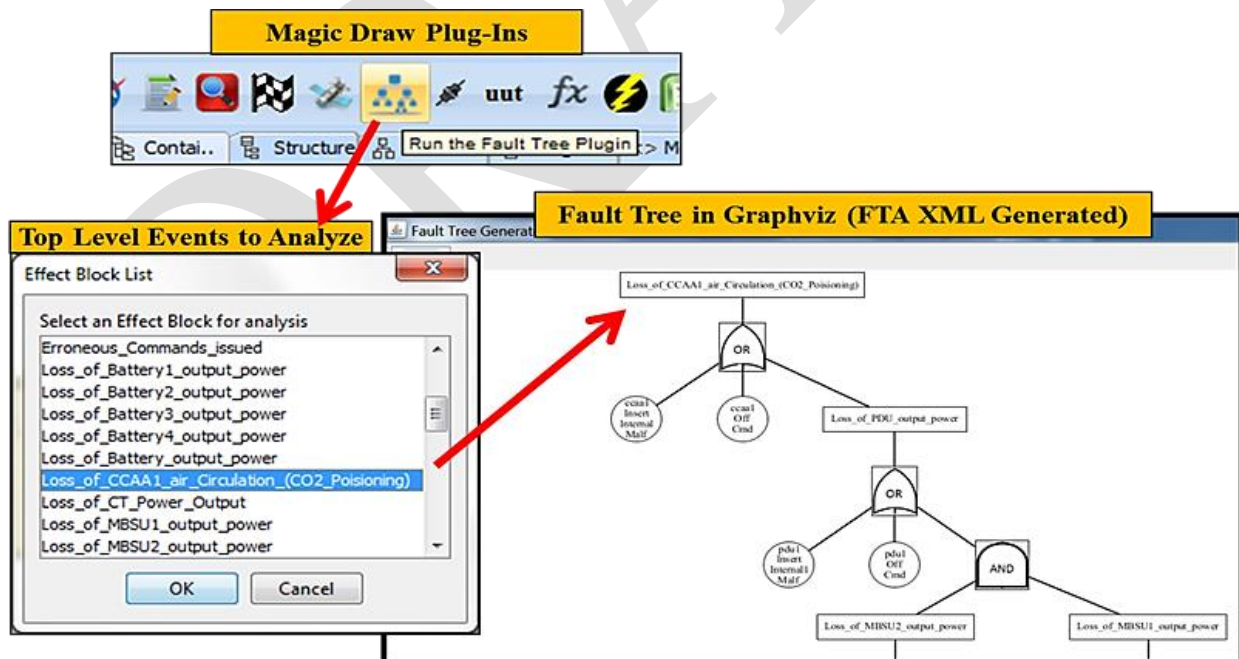 Magic Draw Plug-Ins
uut fx
Contai.. Structure Run the Fault Tree Plugin :> M
Top Level Events to Analyze
Effect Block List
Select an Effect Block for analysis
Erroneous_Commands_issued
Loss_of_Battery1_output_power
Loss_of_Battery2_output_power
Loss_of_Battery3_output_power
Loss_of_Battery4_output_power
Loss_of_Battery_output_power
Loss_of_CCAA1_air_Circulation_(CO2_Poisioning)
Loss_of_CT_Power_Output
Loss_of_MBSU1_output_power
Loss_of_MBSU2_output_power
OK Cancel
Fault Tree in Graphviz (FTA XML Generated)
Fault Tree Generat
Loss_of_CCAA1_air_Circulation_(CO2_Poisioning)
OR
ccaa1
Insert
Internal
Malf
ccaa1
Off
Cmd
Loss_of_PDU_output_power
OR
pdu1
Insert
Internal1
Malf
pdu1
Off
Cmd
AND
Loss_of_MBSU2_output_power
Loss_of_MBSU1_output_power